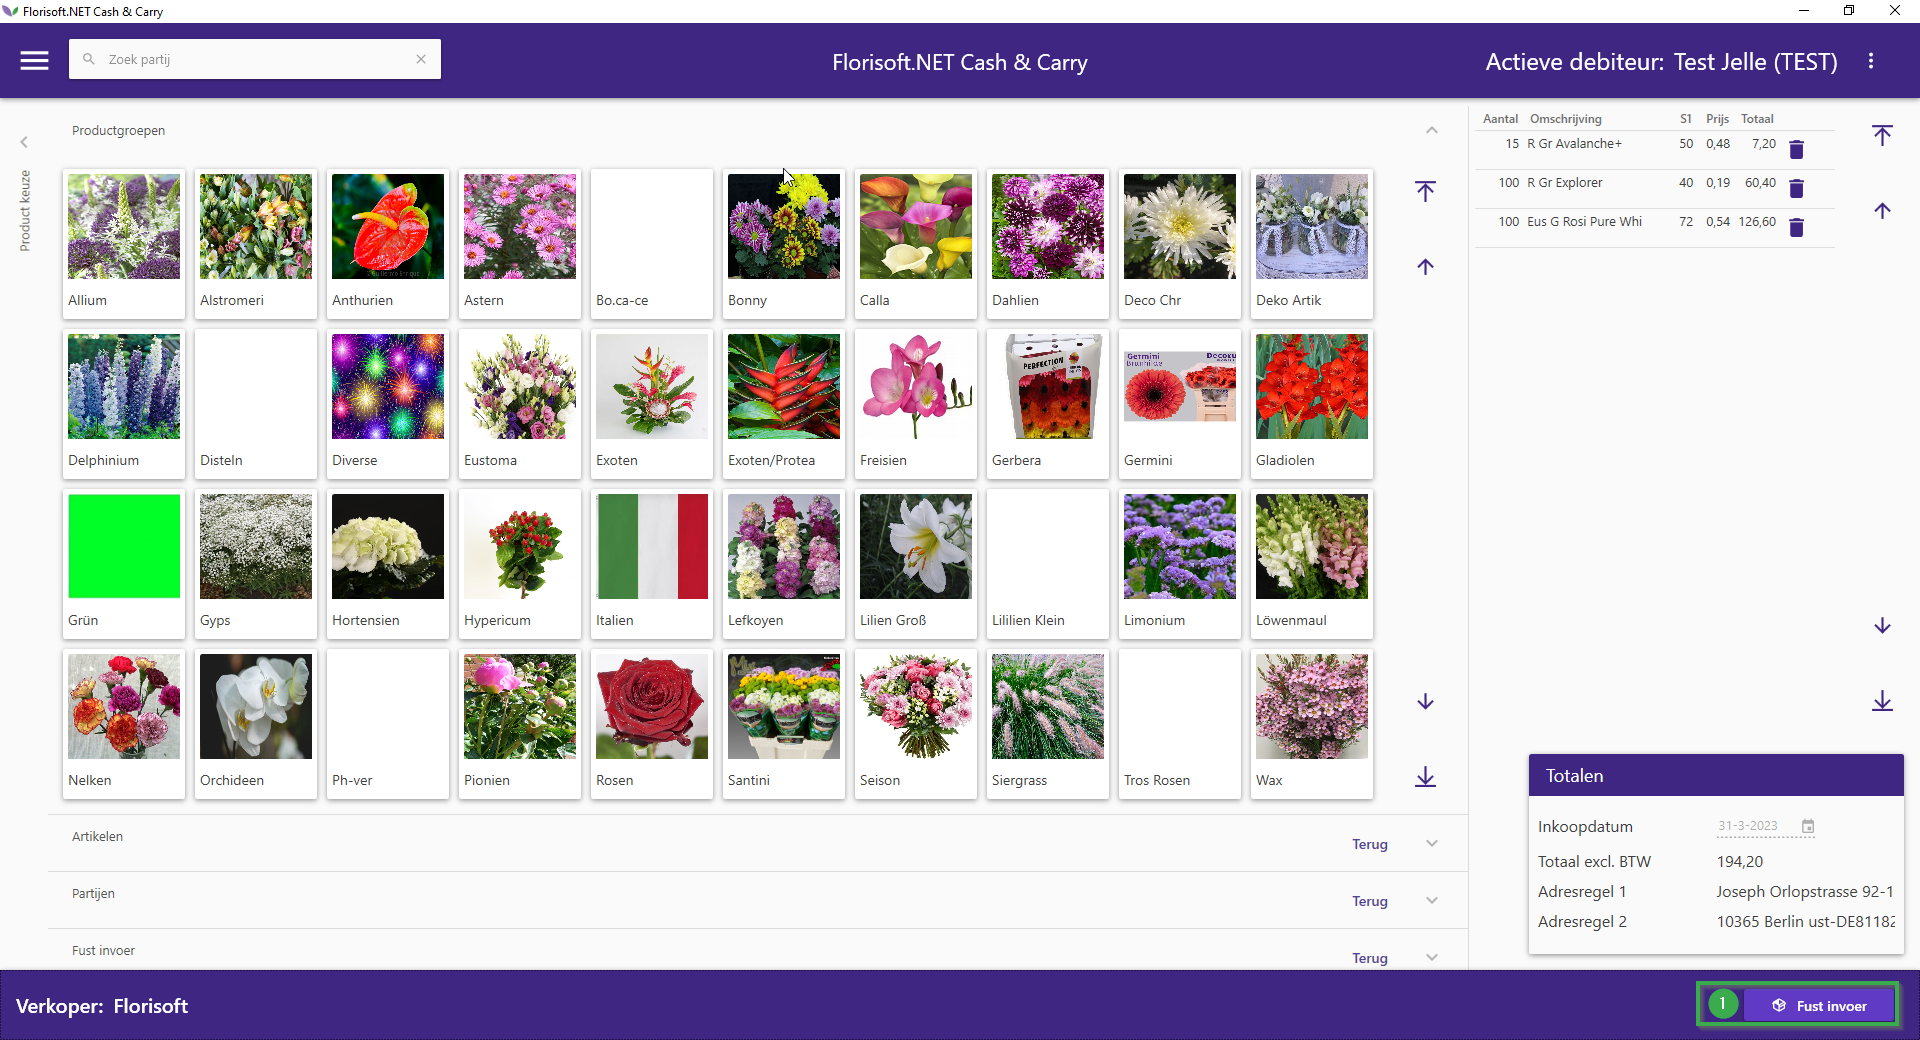 Florisoft.NET Cash & Carry
Zoek partij
Florisoft.NET Cash & Carry
Actieve debiteur: Test Jelle (TEST)
Product keuze
Productgroepen
Allium
Alstromeri
Anthurien
Astern
Bo.ca-ce
Bonny
Calla
Dahlien
Deco Chr
Deko Artik
PERFECTION
Germini
Brunhilde
Decoru
Delphinium
Disteln
Diverse
Eustoma
Exoten
Exoten/Protea
Freisien
Gerbera
Germini
Gladiolen
Grün
Gyps
Hortensien
Hypericum
Italien
Lefkoyen
Lilien Groß
Lililien Klein
Limonium
Löwenmaul
Nelken
Orchideen
Ph-ver
Pionien
Rosen
Santini
Seison
Siergrass
Tros Rosen
Wax
Artikelen Terug
Partijen Terug
Fust invoer Terug
Aantal Omschrijving S1 Prijs Totaal
15 R Gr Avalanche+ 50 0,48 7,20
100 R Gr Explorer 40 0,19 60,40
100 Eus G Rosi Pure Whi 72 0,54 126,60
Totalen
Inkoopdatum 31-3-2023
Totaal excl. BTW 194,20
Adresregel 1 Joseph Orlopstrasse 92-1
Adresregel 2 10365 Berlin ust-DE81182
Verkoper: Florisoft
1 Fust invoer